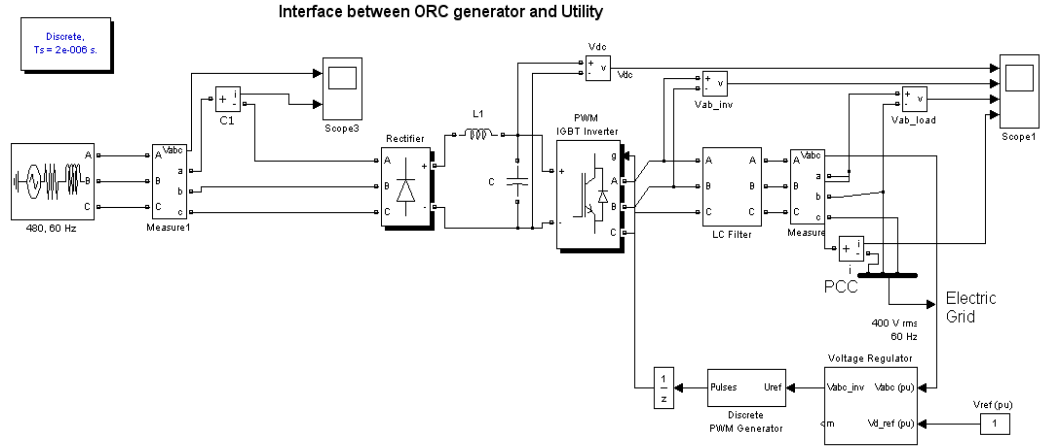 Interface between ORC generator and Utility
Discrete,
Ts = 2e-006 s.
Vdc
v
Vdc
v
Vab_inv
v
Vab_load
Scope1
i
C1
Scope3
L1
PWM
IGBT Inverter
Rectifier
A
B
C
480, 60 Hz
A
B
C
Vabc
a
b
c
Measure1
A
B
C
+
-
C
+
-
g
A
B
C
A
B
C
A
B
C
LC Filter
A
B
C
Vabc
a
b
c
Measure
i
i
PCC
Electric
Grid
400 V rms
60 Hz
Voltage Regulator
Vabc_inv
Vabc (pu)
m
Vd_ref (pu)
Vref (pu)
1
Pulses
Uref
Discrete
PWM Generator
1
z